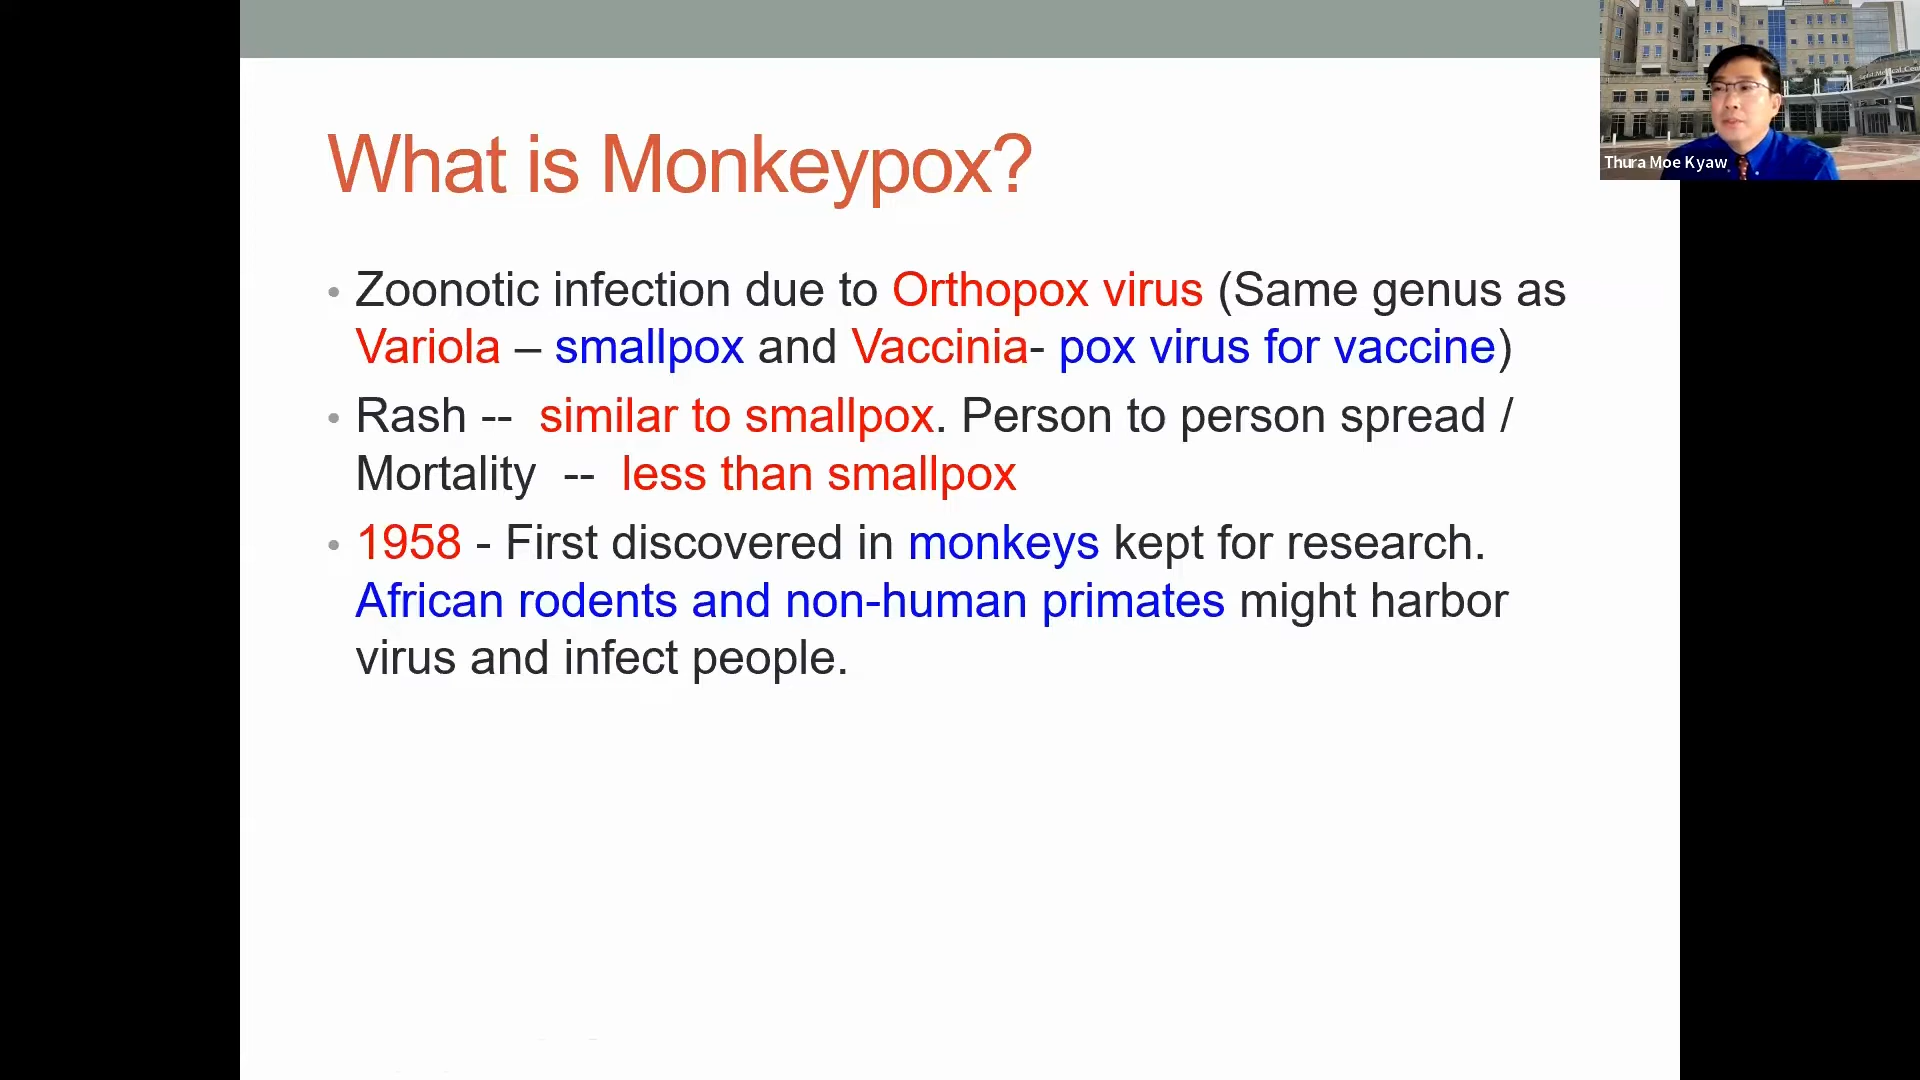 What is Monkeypox?
• Zoonotic infection due to Orthopox virus (Same genus as
Variola – smallpox and Vaccinia- pox virus for vaccine)
• Rash -- similar to smallpox. Person to person spread /
Mortality -- less than smallpox
• 1958 - First discovered in monkeys kept for research.
African rodents and non-human primates might harbor
virus and infect people.
Thura Moe Kyaw